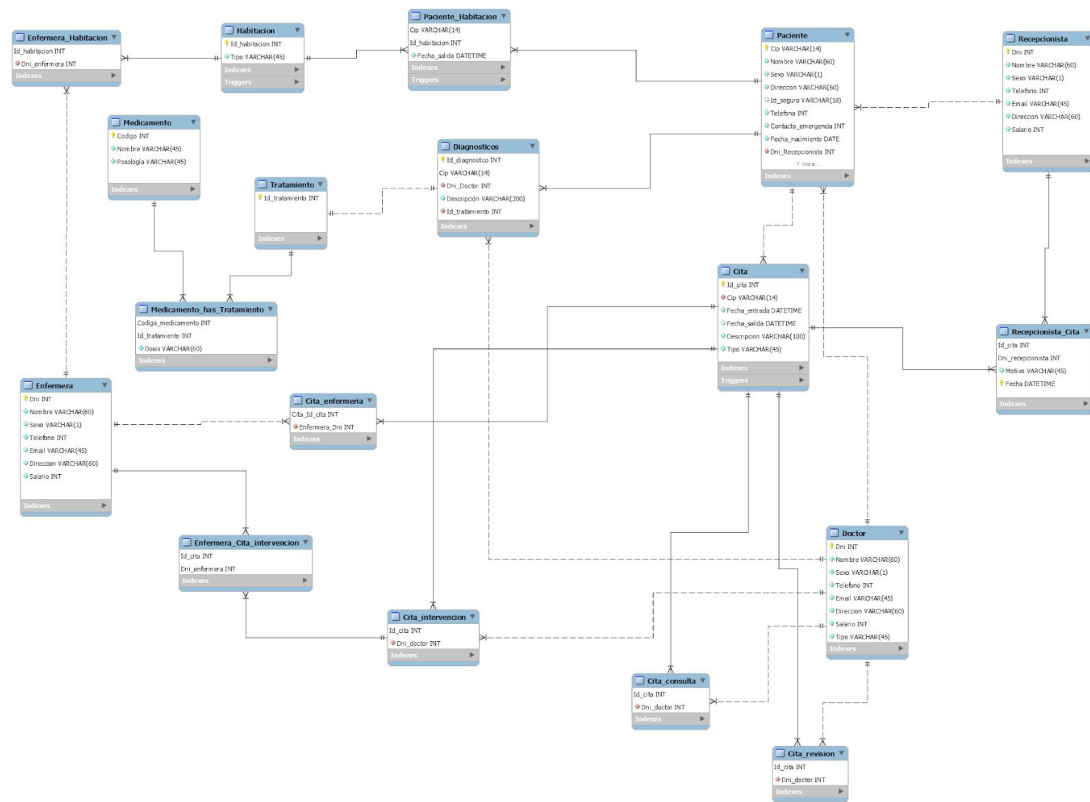 Enfermera_Habitacion
Id_habitacion INT
Dni_enfermera INT
Indexes
Habitacion
Id_habitacion INT
Tipo VARCHAR(45)
Indexes
Triggers
Paciente_Habitacion
Cip VARCHAR(14)
Id_habitacion INT
Fecha_salida DATETIME
Indexes
Triggers
Paciente
Cip VARCHAR(14)
Nombre VARCHAR(60)
Sexo VARCHAR(1)
Direccion VARCHAR(60)
Id_seguro VARCHAR(18)
Telefono INT
Contacto_emergencia INT
Fecha_nacimiento DATE
Dni_Recepcionista INT
1 more...
Indexes
Recepcionista
Dni INT
Nombre VARCHAR(60)
Sexo VARCHAR(1)
Telefono INT
Email VARCHAR(45)
Direccion VARCHAR(60)
Salario INT
Indexes
Medicamento
Codigo INT
Nombre VARCHAR(45)
Posología VARCHAR(45)
Indexes
Tratamiento
Id_tratamiento INT
Indexes
Diagnosticos
Id_diagnostico INT
Cip VARCHAR(14)
Dni_Doctor INT
Descripción VARCHAR(200)
Id_tratamiento INT
Indexes
Medicamento_has_Tratamiento
Codigo_medicamento INT
Id_tratamiento INT
Dosis VARCHAR(60)
Indexes
Cita
Id_cita INT
Cip VARCHAR(14)
Fecha_entrada DATETIME
Fecha_salida DATETIME
Descripcion VARCHAR(100)
Tipo VARCHAR(45)
Indexes
Triggers
Recepcionista_Cita
Id_cita INT
Dni_recepcionista INT
Motivo VARCHAR(45)
Fecha DATETIME
Indexes
Enfermera
Dni INT
Nombre VARCHAR(60)
Sexo VARCHAR(1)
Telefono INT
Email VARCHAR(45)
Direccion VARCHAR(60)
Salario INT
Indexes
Cita_enfermeria
Cita_Id_cita INT
Enfermera_Dni INT
Indexes
Enfermera_Cita_intervencion
Id_cita INT
Dni_enfermera INT
Indexes
Cita_intervencion
Id_cita INT
Dni_doctor INT
Indexes
Doctor
Dni INT
Nombre VARCHAR(60)
Sexo VARCHAR(1)
Telefono INT
Email VARCHAR(45)
Direccion VARCHAR(60)
Salario INT
Tipo VARCHAR(45)
Indexes
Cita_consulta
Id_cita INT
Dni_doctor INT
Indexes
Cita_revision
Id_cita INT
Dni_doctor INT
Indexes